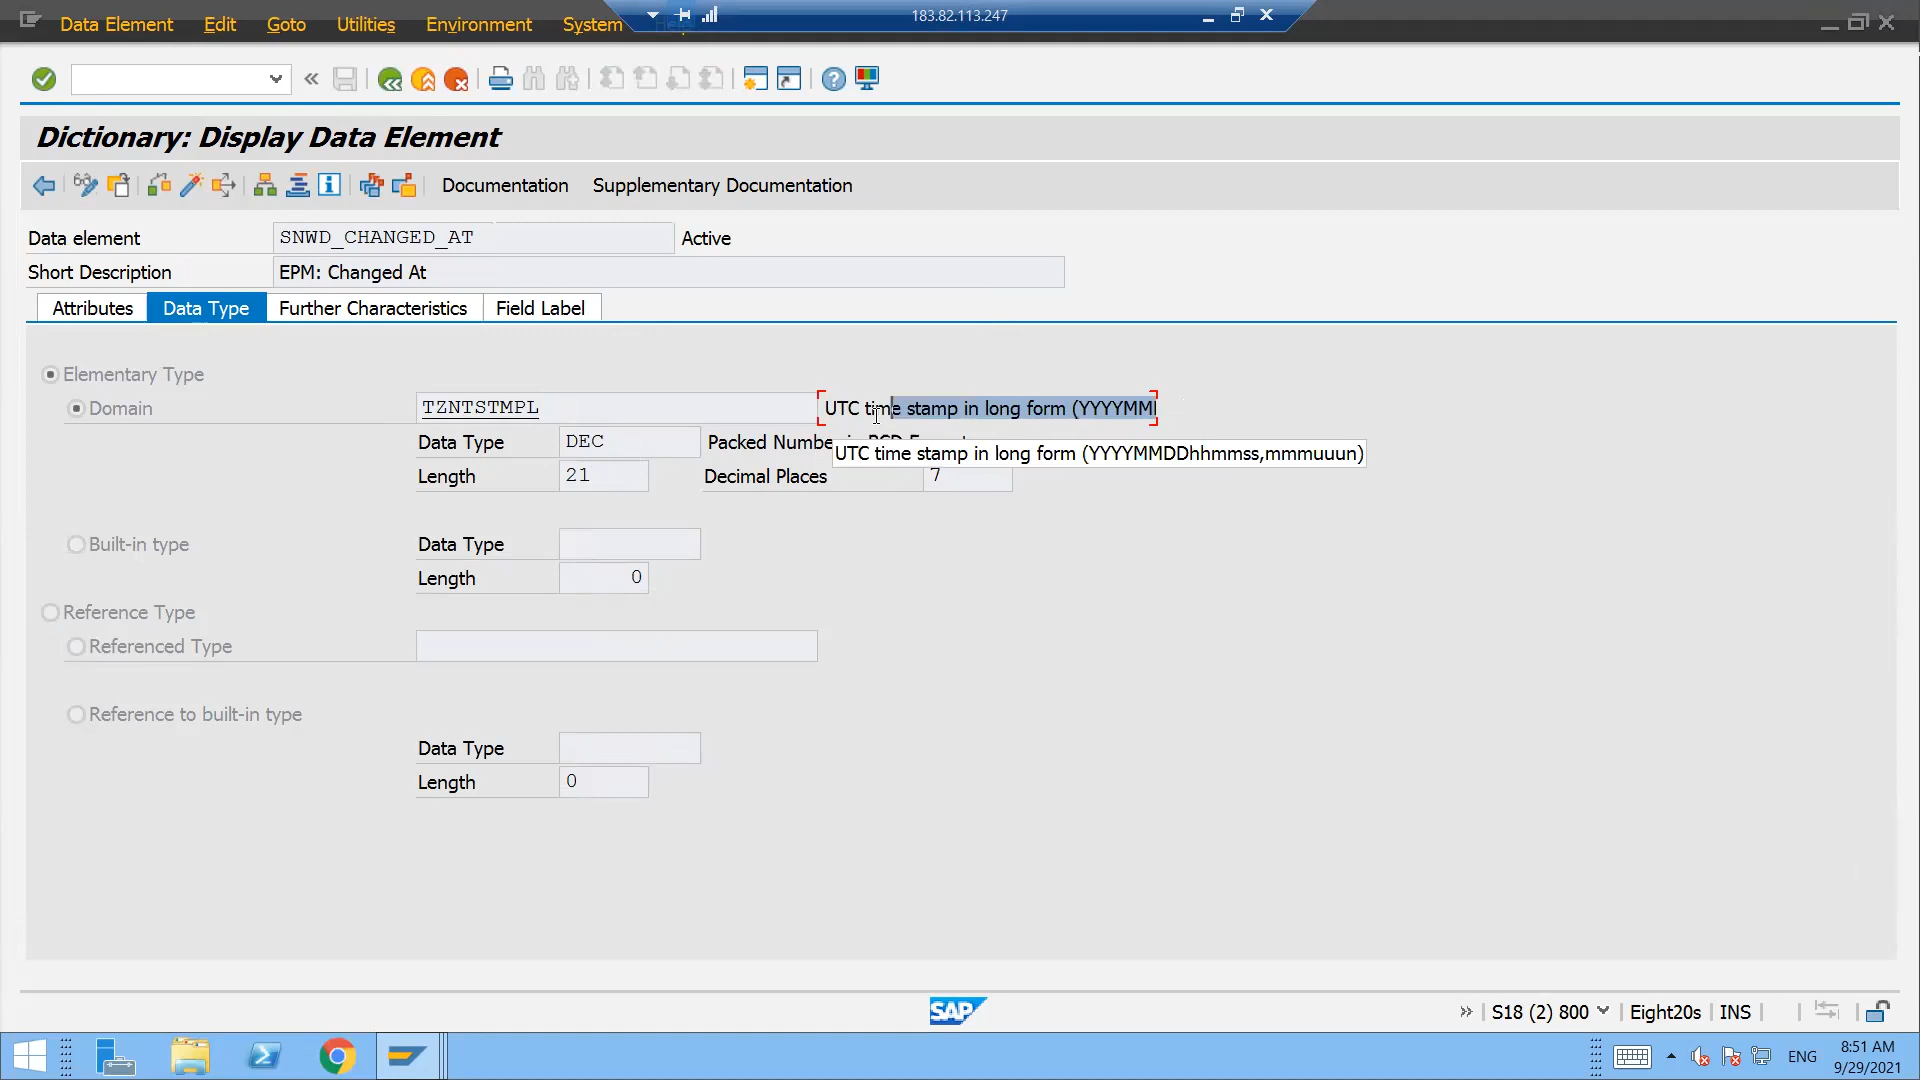 183.82.113.247
Data Element Edit Goto Utilities Environment System
Dictionary: Display Data Element
Documentation Supplementary Documentation
Data element SNWD_CHANGED_AT Active
Short Description EPM: Changed At
Attributes Data Type Further Characteristics Field Label
Elementary Type
Domain TZNTSTMPL UTC time stamp in long form (YYYYMM
Data Type DEC Packed Number
UTC time stamp in long form (YYYYMMDDhhmmss,mmmuuun)
Length 21 Decimal Places 7
Built-in type Data Type
Length 0
Reference Type
Referenced Type
Reference to built-in type
Data Type
Length 0
SAP
S18 (2) 800 Eight20s INS
ENG
8:51 AM
9/29/2021